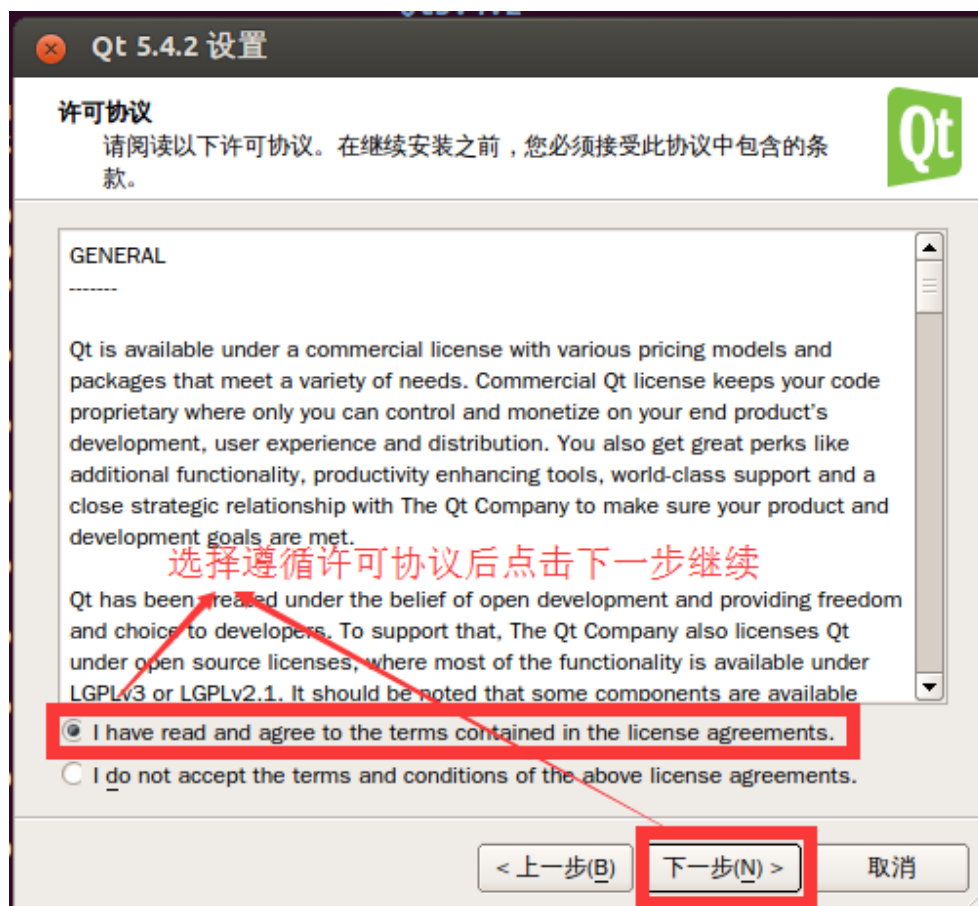 Qt 5.4.2 设置
许可协议
请阅读以下许可协议。在继续安装之前，您必须接受此协议中包含的条
款。
Qt
GENERAL
-------
Qt is available under a commercial license with various pricing models and
packages that meet a variety of needs. Commercial Qt license keeps your code
proprietary where only you can control and monetize on your end product's
development, user experience and distribution. You also get great perks like
additional functionality, productivity enhancing tools, world-class support and a
close strategic relationship with The Qt Company to make sure your product and
development goals are met.
选择遵循许可协议后点击下一步继续
Qt has been created under the belief of open development and providing freedom
and choice to developers. To support that, The Qt Company also licenses Qt
under open source licenses, where most of the functionality is available under
LGPLv3 or LGPLv2.1. It should be noted that some components are available
I have read and agree to the terms contained in the license agreements.
I do not accept the terms and conditions of the above license agreements.
< 上一步(B)
下一步(N) >
取消